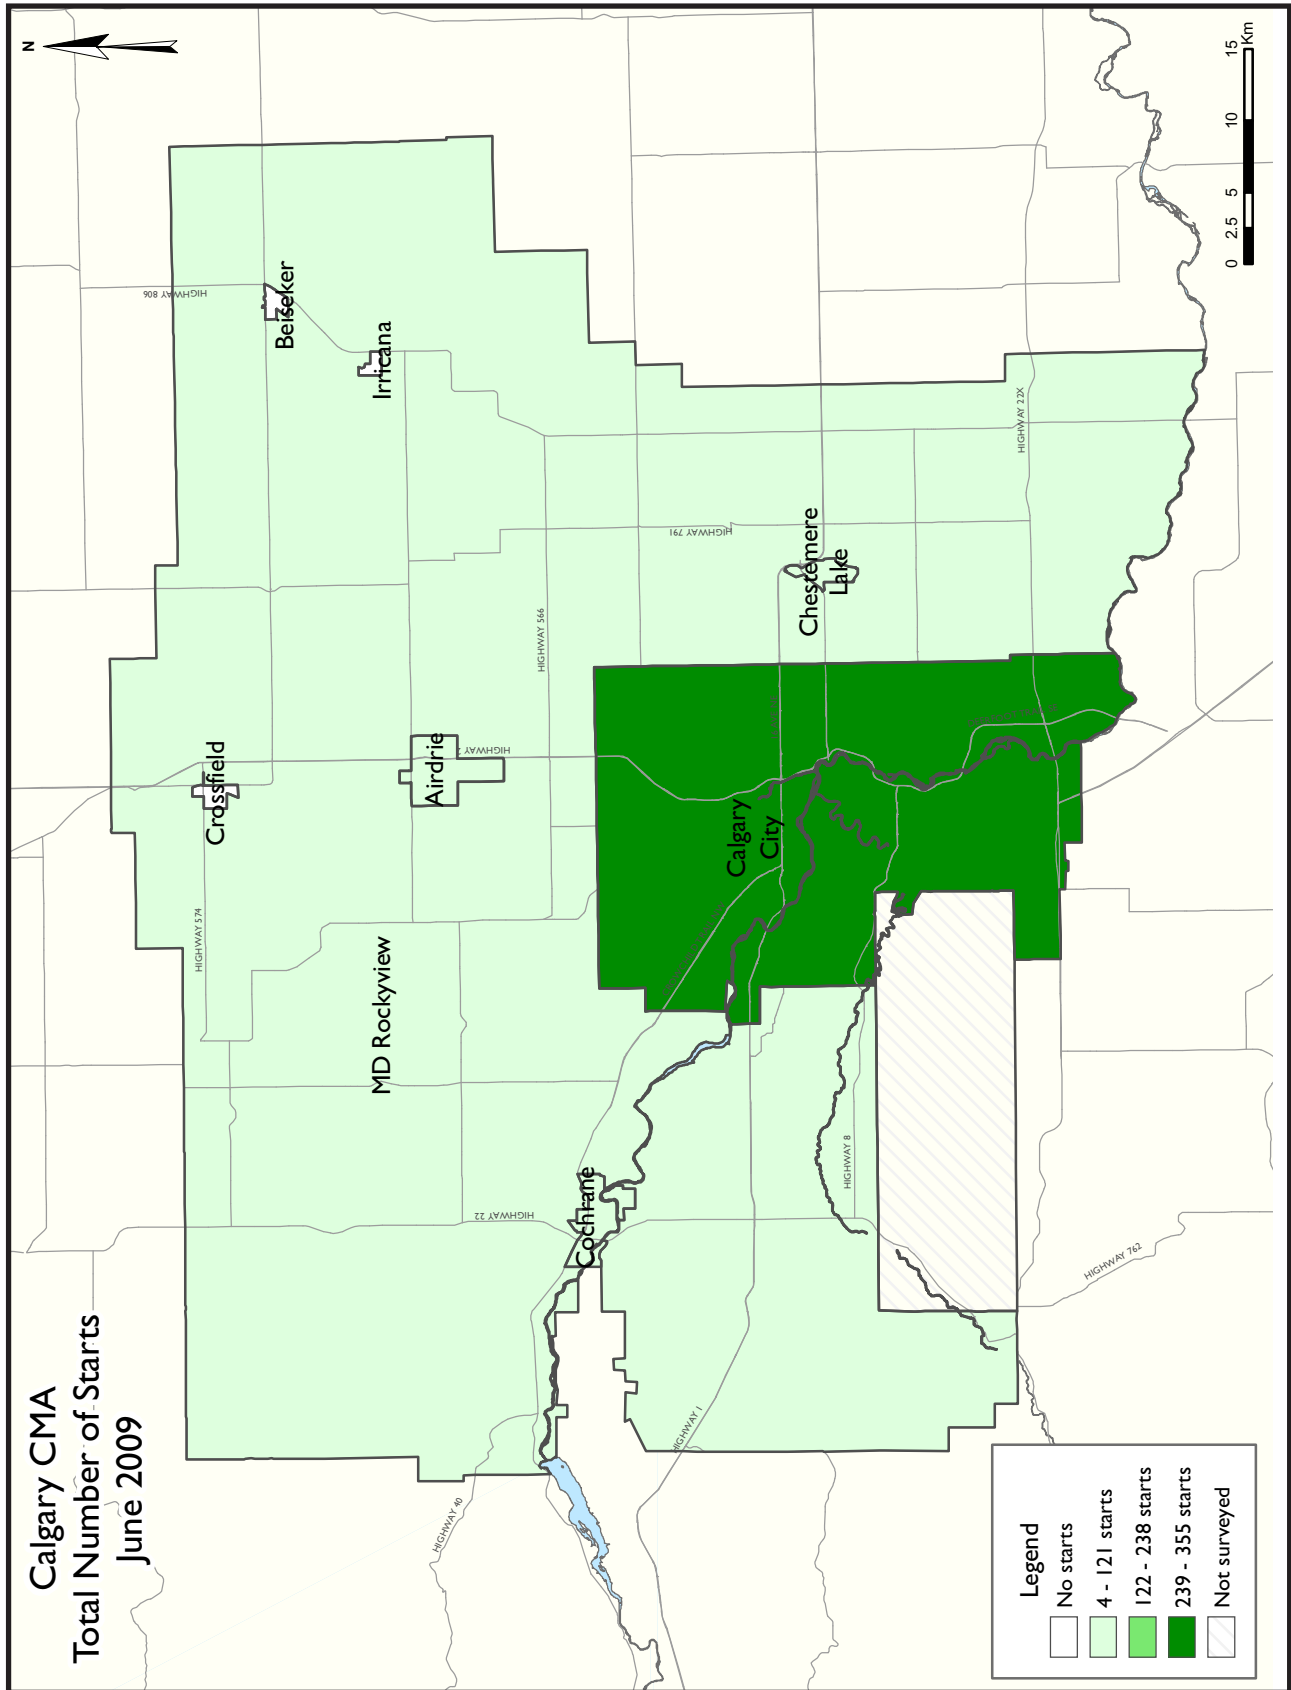 Calgary CMA
Total Number of Starts
June 2009
N
HIGHWAY 574
Crossfield
HIGHWAY 806
Beiseker
Irricana
Airdrie
HIGHWAY 2
MD Rockyview
HIGHWAY 566
HIGHWAY 22
Cochrane
HIGHWAY 40
HIGHWAY 1
HIGHWAY 791
Calgary
City
Chestemere
Lake
HIGHWAY 8
HIGHWAY 22X
HIGHWAY 762
Legend
No starts
4 - 121 starts
122 - 238 starts
239 - 355 starts
Not surveyed
0 2.5 5 10 15
Km